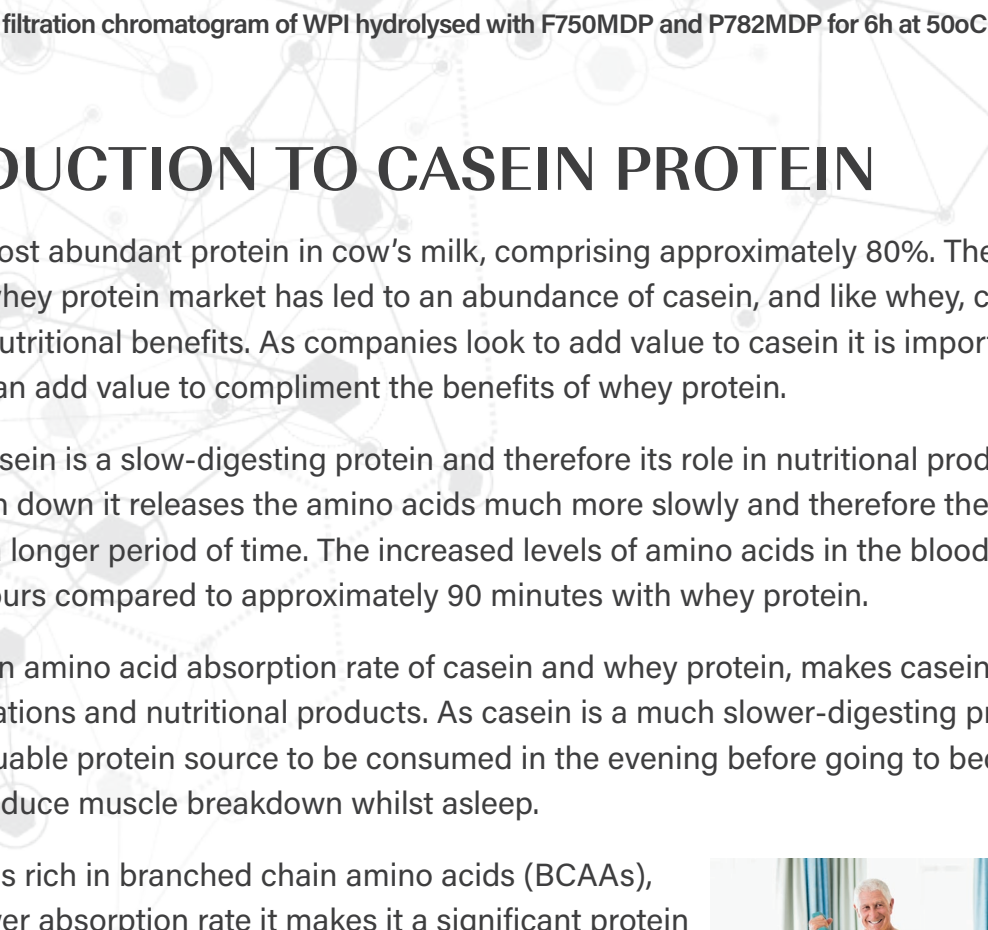 filtration chromatogram of WPI hydrolysed with F750MDP and P782MDP for 6h at 50oC
DUCTION TO CASEIN PROTEIN
ost abundant protein in cow's milk, comprising approximately 80%. The
whey protein market has led to an abundance of casein, and like whey, c
utritional benefits. As companies look to add value to casein it is impor
an add value to compliment the benefits of whey protein.
sein is a slow-digesting protein and therefore its role in nutritional prod
n down it releases the amino acids much more slowly and therefore the
longer period of time. The increased levels of amino acids in the blood
ours compared to approximately 90 minutes with whey protein.
n amino acid absorption rate of casein and whey protein, makes casein
ations and nutritional products. As casein is a much slower-digesting pr
uable protein source to be consumed in the evening before going to bed
duce muscle breakdown whilst asleep.
s rich in branched chain amino acids (BCAAs),
wer absorption rate it makes it a significant protein